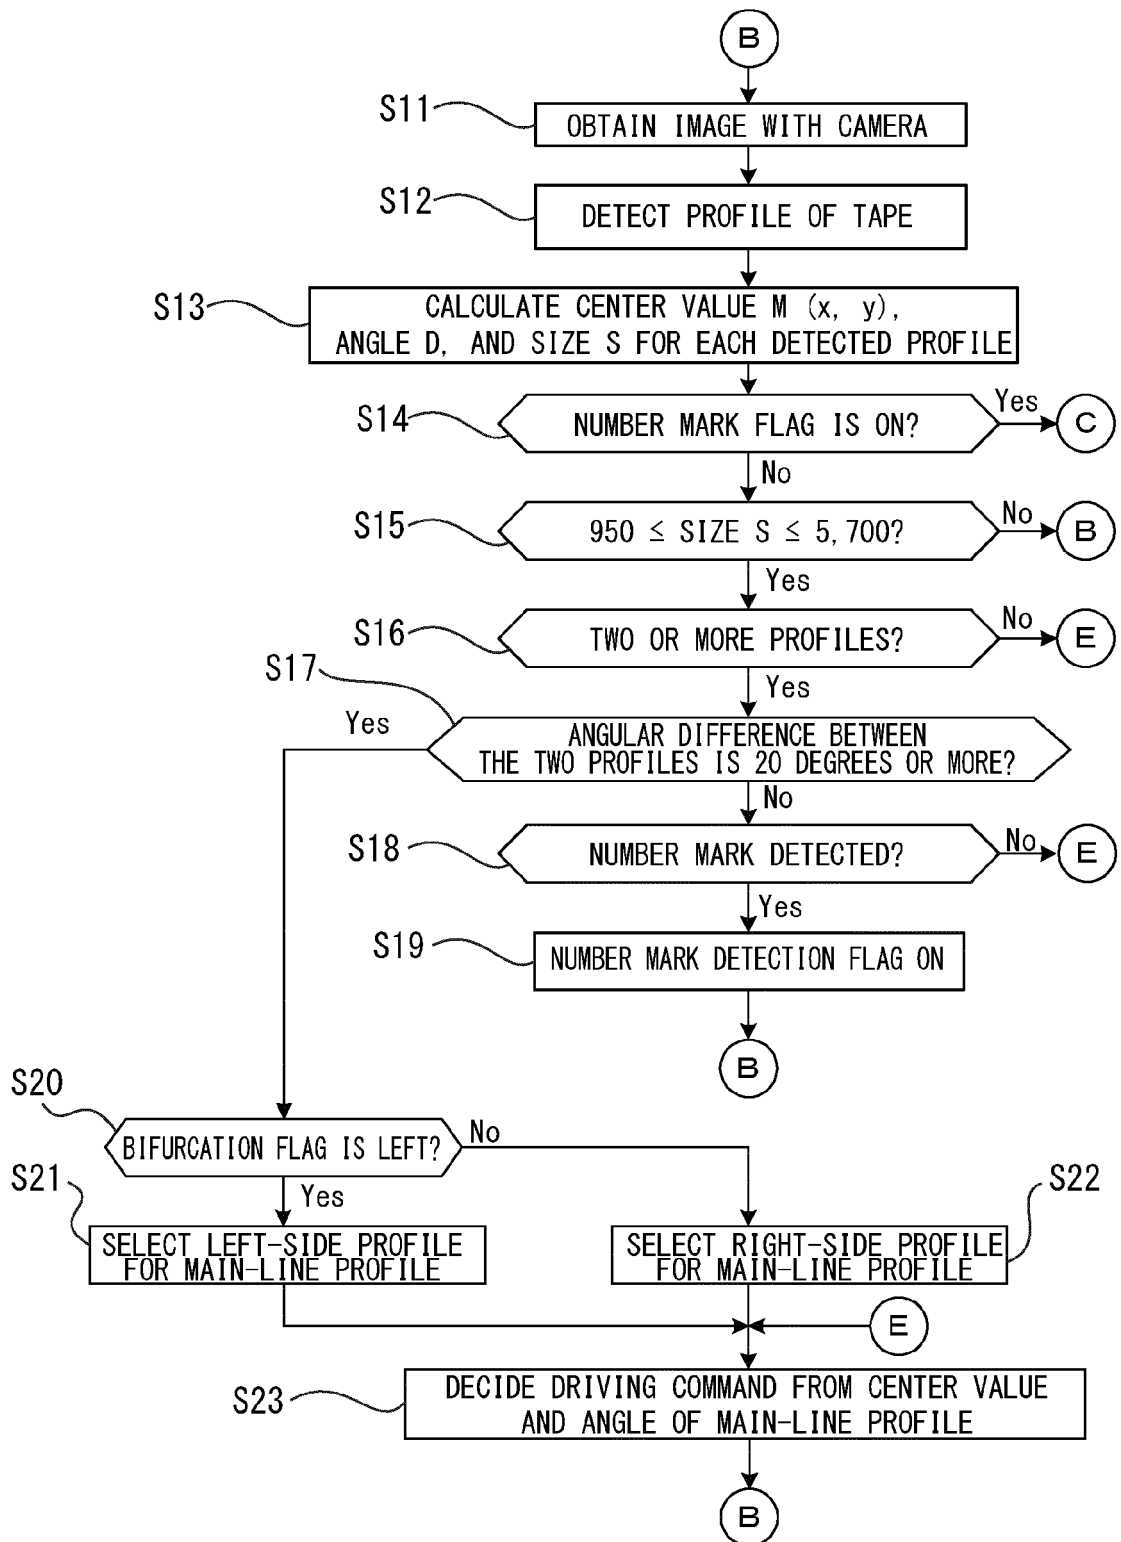 B
S11
OBTAIN IMAGE WITH CAMERA
S12
DETECT PROFILE OF TAPE
S13
CALCULATE CENTER VALUE M (x, y),
ANGLE D, AND SIZE S FOR EACH DETECTED PROFILE
S14
NUMBER MARK FLAG IS ON?
Yes
C
No
S15
950 ≤ SIZE S ≤ 5,700?
No
B
Yes
S16
TWO OR MORE PROFILES?
No
E
Yes
S17
Yes
ANGULAR DIFFERENCE BETWEEN
THE TWO PROFILES IS 20 DEGREES OR MORE?
No
S18
NUMBER MARK DETECTED?
No
E
Yes
S19
NUMBER MARK DETECTION FLAG ON
B
S20
BIFURCATION FLAG IS LEFT?
No
Yes
S21
SELECT LEFT-SIDE PROFILE
FOR MAIN-LINE PROFILE
S22
SELECT RIGHT-SIDE PROFILE
FOR MAIN-LINE PROFILE
E
S23
DECIDE DRIVING COMMAND FROM CENTER VALUE
AND ANGLE OF MAIN-LINE PROFILE
B